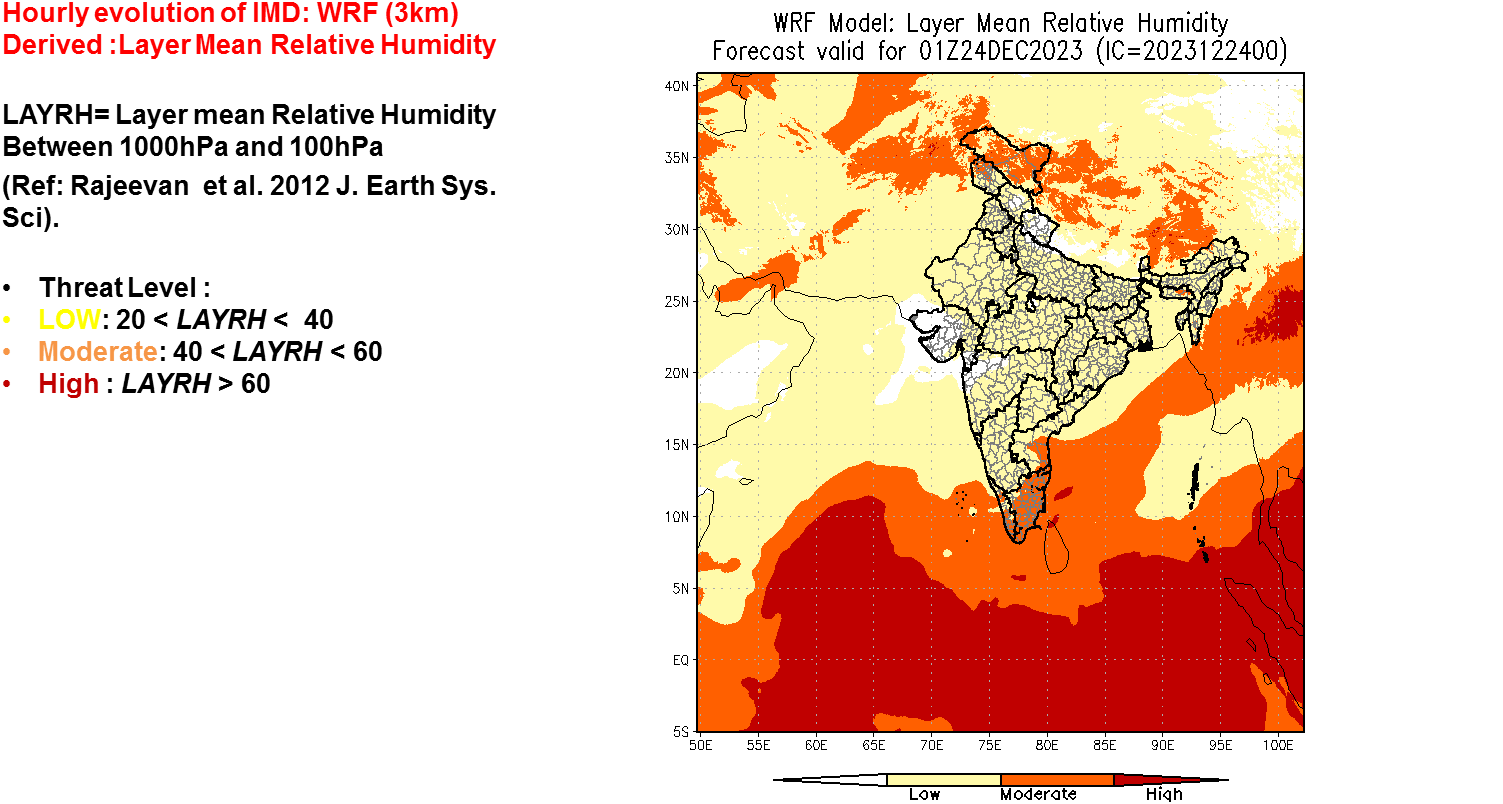 Hourly evolution of IMD: WRF (3km)
Derived :Layer Mean Relative Humidity
LAYRH= Layer mean Relative Humidity
Between 1000hPa and 100hPa
(Ref: Rajeevan et al. 2012 J. Earth Sys.
Sci).
• Threat Level :
• LOW: 20 < LAYRH < 40
• Moderate: 40 < LAYRH < 60
• High : LAYRH > 60
WRF Model: Layer Mean Relative Humidity
Forecast valid for 01Z24DEC2023 (IC=2023122400)
40N
35N
30N
25N
20N
15N
10N
5N
EQ
5S
50E 55E 60E 65E 70E 75E 80E 85E 90E 95E 100E
Low Moderate High